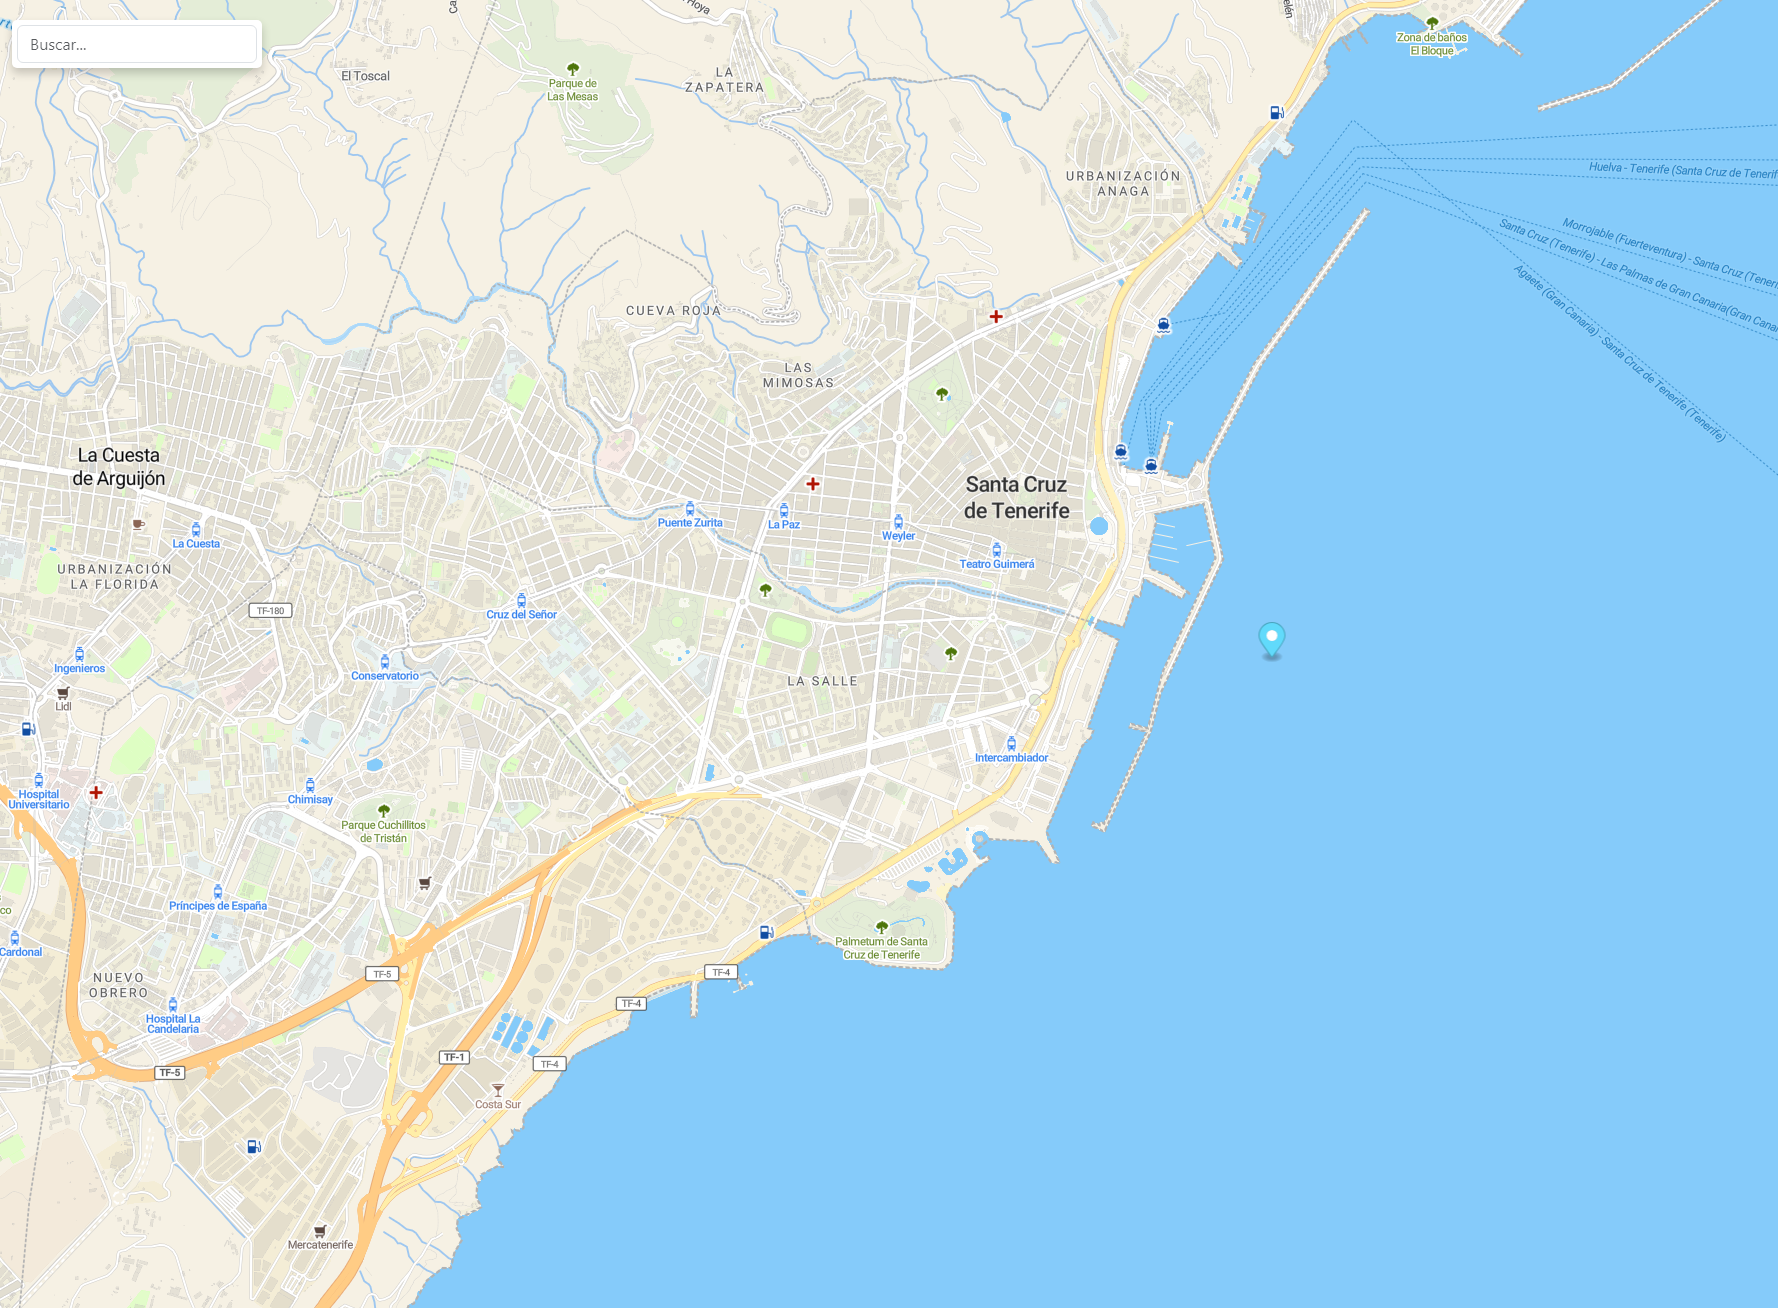 Buscar...
Hoya
Zona de baños
El Bloque
El Toscal
LA
ZAPATERA
Parque de
Las Mesas
URBANIZACIÓN
ANAGA
Huelva - Tenerife (Santa Cruz de Tenerif
Morrojable (Fuerteventura) - Santa Cruz (Tener
Santa Cruz (Tenerife) - Las Palmas de Gran Canaria(Gran Canar
Agaete (Gran Canaria) - Santa Cruz de Tenerife (Tenerife)
CUEVA ROJA
LAS
MIMOSAS
La Cuesta
de Arguijón
Santa Cruz
de Tenerife
Puente Zurita
La Paz
Weyler
La Cuesta
Teatro Guimerá
URBANIZACIÓN
LA FLORIDA
TF-180
Cruz del Señor
Ingenieros
Conservatorio
LA SALLE
Lidl
Intercambiador
Hospital
Universitario
Chimisay
Parque Cuchillitos
de Tristán
Príncipes de España
co
Cardonal
Palmetum de Santa
Cruz de Tenerife
NUEVO
OBRERO
TF-5
TF-4
TF-4
Hospital La
Candelaria
TF-1
TF-4
TF-5
Costa Sur
Mercatenerife